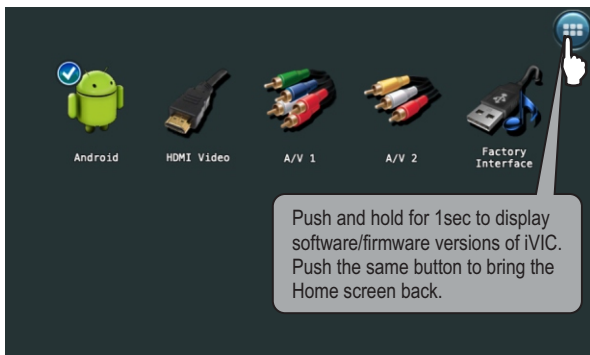 Android
HDMI Video
A/V 1
A/V 2
Factory
Interface
Push and hold for 1sec to display
software/firmware versions of iVIC.
Push the same button to bring the
Home screen back.